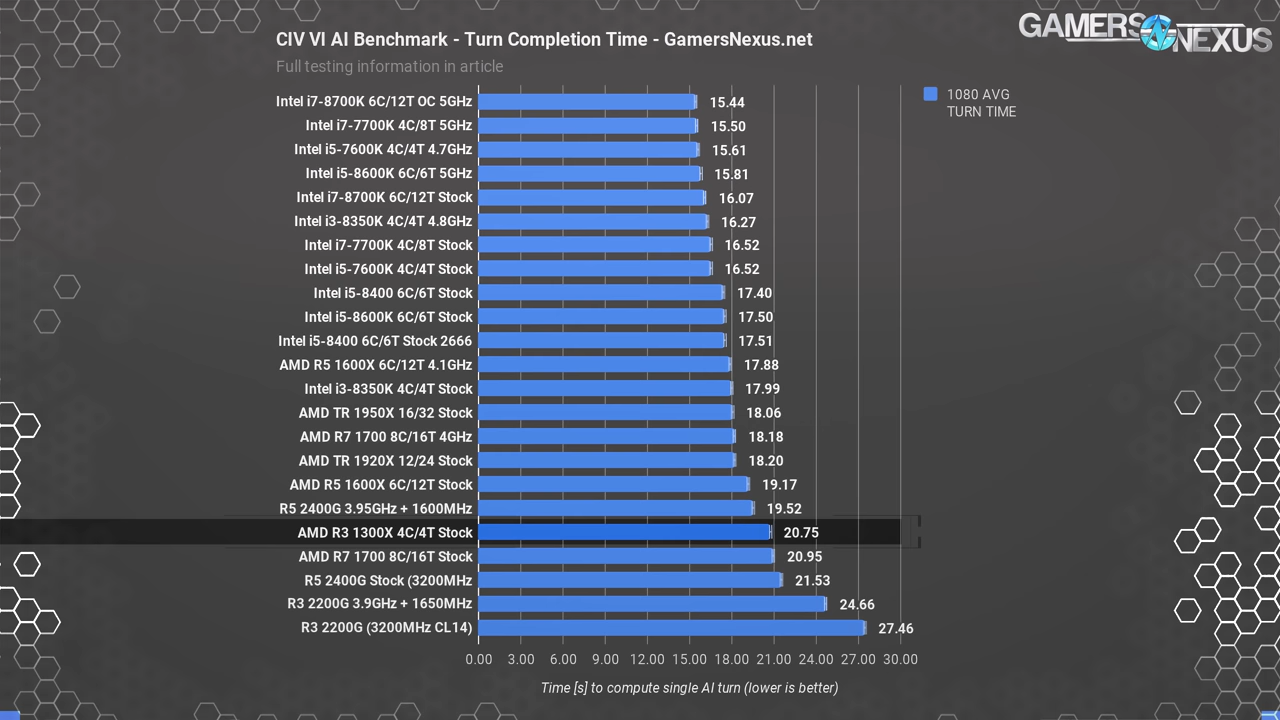 CIV VI AI Benchmark - Turn Completion Time - GamersNexus.net
GAMERS NEXUS
Full testing information in article
1080 AVG
TURN TIME
Intel i7-8700K 6C/12T OC 5GHz 15.44
Intel i7-7700K 4C/8T 5GHz 15.50
Intel i5-7600K 4C/4T 4.7GHz 15.61
Intel i5-8600K 6C/6T 5GHz 15.81
Intel i7-8700K 6C/12T Stock 16.07
Intel i3-8350K 4C/4T 4.8GHz 16.27
Intel i7-7700K 4C/8T Stock 16.52
Intel i5-7600K 4C/4T Stock 16.52
Intel i5-8400 6C/6T Stock 17.40
Intel i5-8600K 6C/6T Stock 17.50
Intel i5-8400 6C/6T Stock 2666 17.51
AMD R5 1600X 6C/12T 4.1GHz 17.88
Intel i3-8350K 4C/4T Stock 17.99
AMD TR 1950X 16/32 Stock 18.06
AMD R7 1700 8C/16T 4GHz 18.18
AMD TR 1920X 12/24 Stock 18.20
AMD R5 1600X 6C/12T Stock 19.17
R5 2400G 3.95GHz + 1600MHz 19.52
AMD R3 1300X 4C/4T Stock 20.75
AMD R7 1700 8C/16T Stock 20.95
R5 2400G Stock (3200MHz 21.53
R3 2200G 3.9GHz + 1650MHz 24.66
R3 2200G (3200MHz CL14) 27.46
0.00 3.00 6.00 9.00 12.00 15.00 18.00 21.00 24.00 27.00 30.00
Time [s] to compute single AI turn (lower is better)